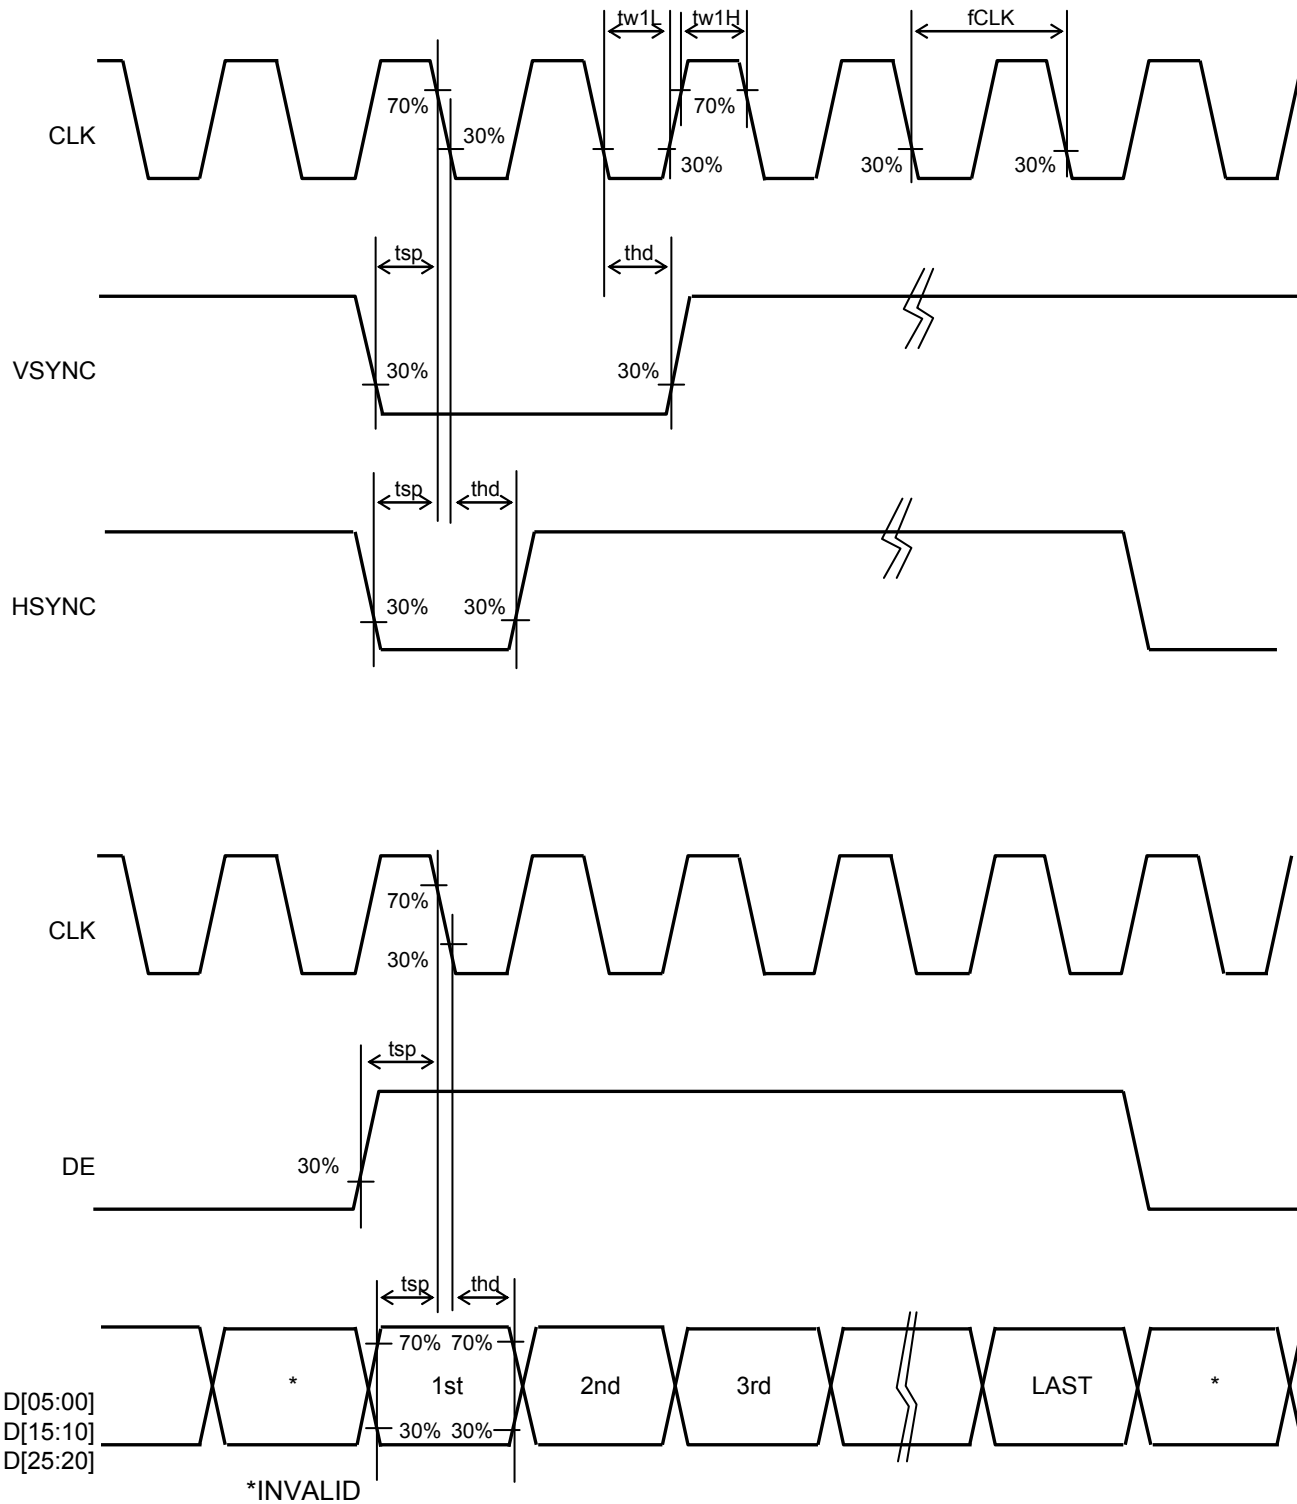 tw1L tw1H fCLK
70% 30% 70%
CLK
30% 30% 30%
tsp thd
VSYNC 30% 30%
tsp thd
HSYNC 30% 30%
CLK 70%
30%
tsp
DE 30%
tsp thd
70% 70%
* 1st 2nd 3rd LAST *
D[05:00]
D[15:10] 30% 30%
D[25:20]
*INVALID